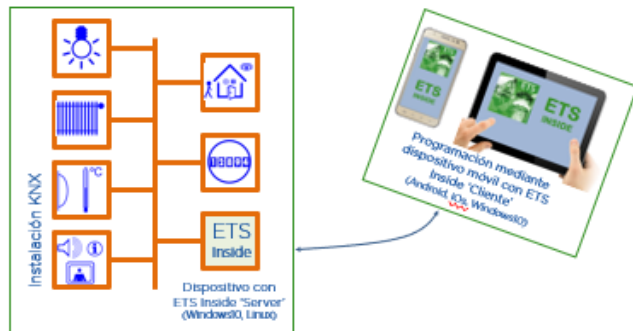 Instalación KNX
°C
ETS
Inside
Dispositivo con
ETS Inside "Server"
(Windows10, Linux)
ETS
INSIDE
ETS
INSIDE
Programación mediante
dispositivo móvil con ETS
Inside 'Cliente'
(Android, IOs, Windows10)